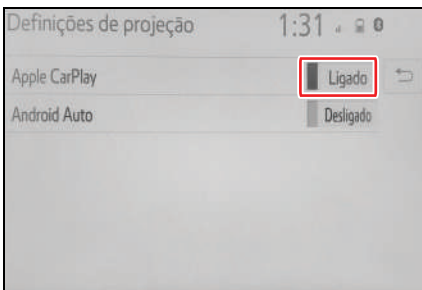 Definições de projeção 1:31
Apple CarPlay Ligado
Android Auto Desligado